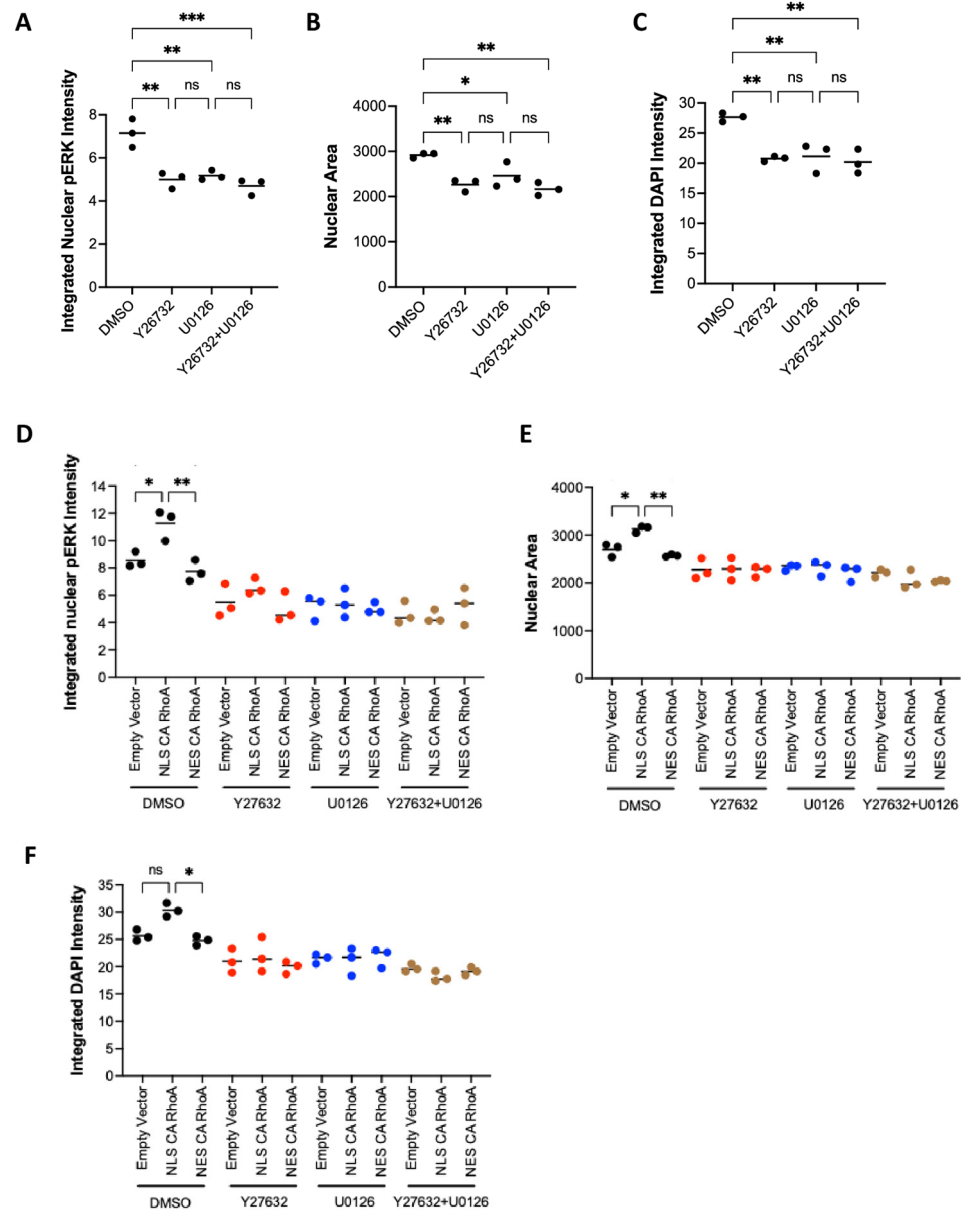 A
***
**
** ns ns
Integrated Nuclear pERK Intensity
8
6
4
2
0
DMSO
Y26732
U0126
Y26732+U0126
B
**
*
** ns ns
Nuclear Area
4000
3000
2000
1000
0
DMSO
Y26732
U0126
Y26732+U0126
C
**
**
** ns ns
Integrated DAPI Intensity
30
25
20
15
10
5
0
DMSO
Y26732
U0126
Y26732+U0126
D
* **
Integrated nuclear pERK Intensity
14
12
10
8
6
4
2
0
Empty Vector
NLS CA RhoA
NES CA RhoA
Empty Vector
NLS CA RhoA
NES CA RhoA
Empty Vector
NLS CA RhoA
NES CA RhoA
Empty Vector
NLS CA RhoA
NES CA RhoA
DMSO Y27632 U0126 Y27632+U0126
E
* **
Nuclear Area
4000
3000
2000
1000
0
Empty Vector
NLS CA RhoA
NES CA RhoA
Empty Vector
NLS CA RhoA
NES CA RhoA
Empty Vector
NLS CA RhoA
NES CA RhoA
Empty Vector
NLS CA RhoA
NES CA RhoA
DMSO Y27632 U0126 Y27632+U0126
F
ns *
Integrated DAPI Intensity
35
30
25
20
15
10
5
0
Empty Vector
NLS CA RhoA
NES CA RhoA
Empty Vector
NLS CA RhoA
NES CA RhoA
Empty Vector
NLS CA RhoA
NES CA RhoA
Empty Vector
NLS CA RhoA
NES CA RhoA
DMSO Y27632 U0126 Y27632+U0126